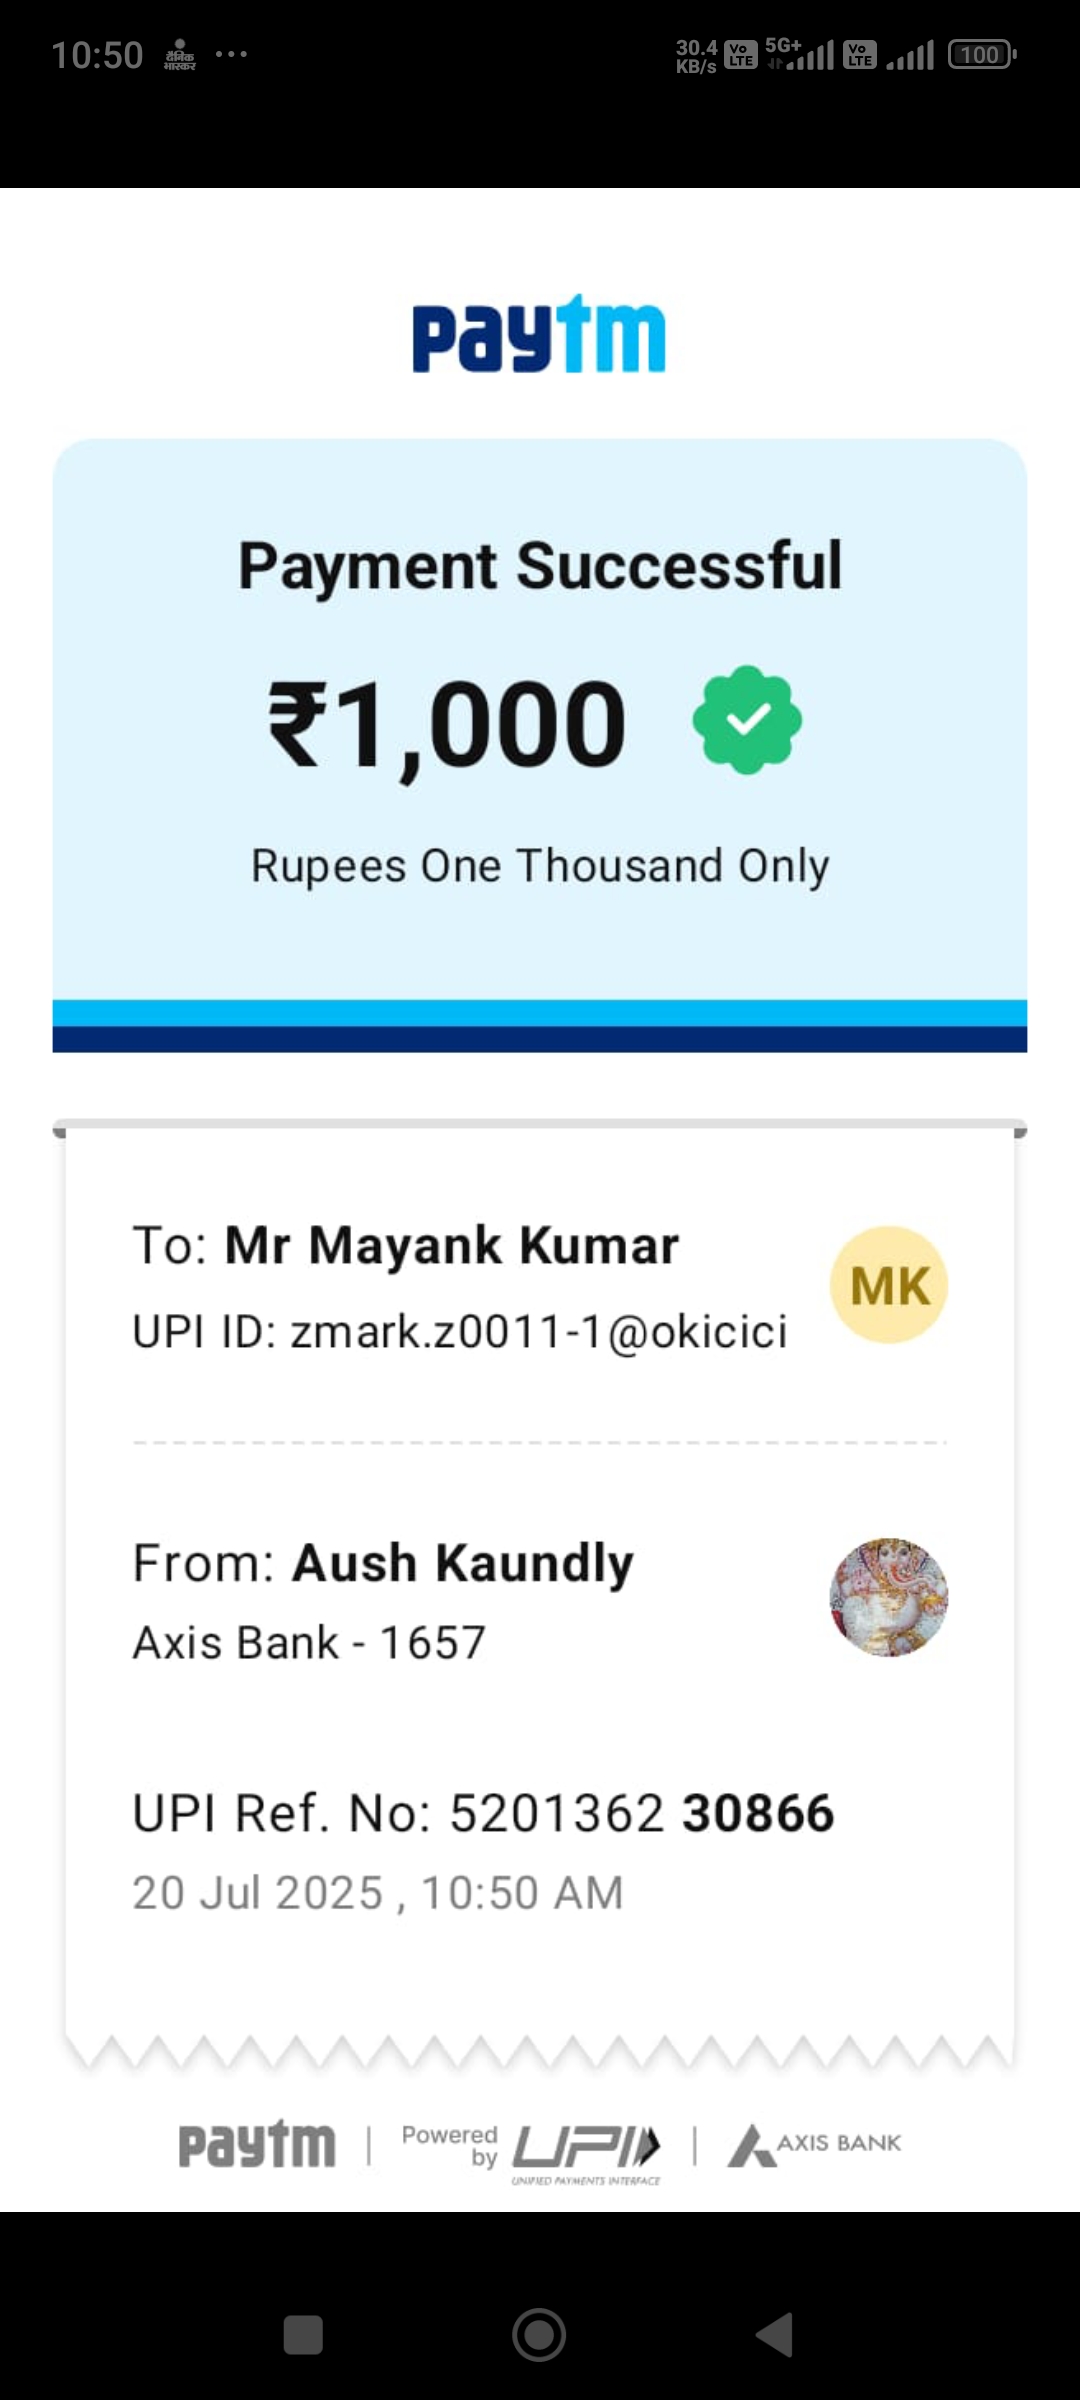 10:50 दैनिक भास्कर ... 30.4 KB/s Vo LTE 5G+ Vo LTE 100
paytm
Payment Successful
₹1,000
Rupees One Thousand Only
To: Mr Mayank Kumar
MK
UPI ID: zmark.z0011-1@okicici
From: Aush Kaundly
Axis Bank - 1657
UPI Ref. No: 5201362 30866
20 Jul 2025 , 10:50 AM
paytm | Powered by UPI UNIFIED PAYMENTS INTERFACE | AXIS BANK